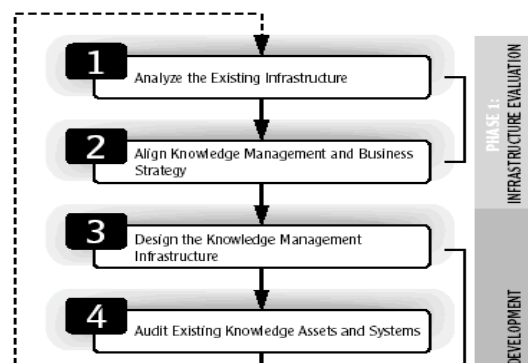 1
Analyze the Existing Infrastructure
PHASE 1:
INFRASTRUCTURE EVALUATION
2
Align Knowledge Management and Business
Strategy
3
Design the Knowledge Management
Infrastructure
4
Audit Existing Knowledge Assets and Systems
DEVELOPMENT